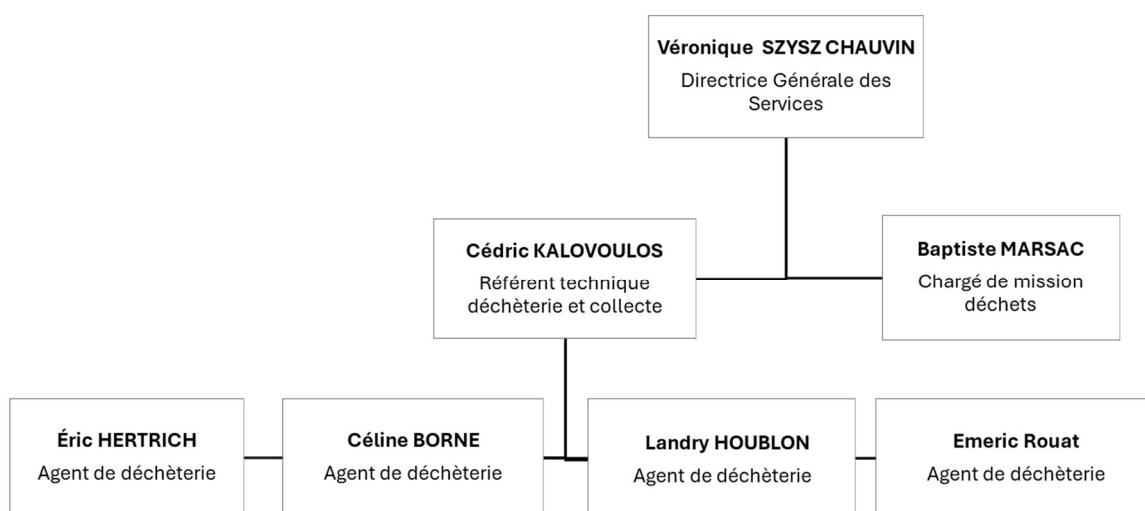 Véronique SZYSZ CHAUVIN
Directrice Générale des
Services
Cédric KALOVOULOS
Référent technique
déchèterie et collecte
Baptiste MARSAC
Chargé de mission
déchets
Éric HERTRICH
Agent de déchèterie
Céline BORNE
Agent de déchèterie
Landry HOUBLON
Agent de déchèterie
Emeric Rouat
Agent de déchèterie